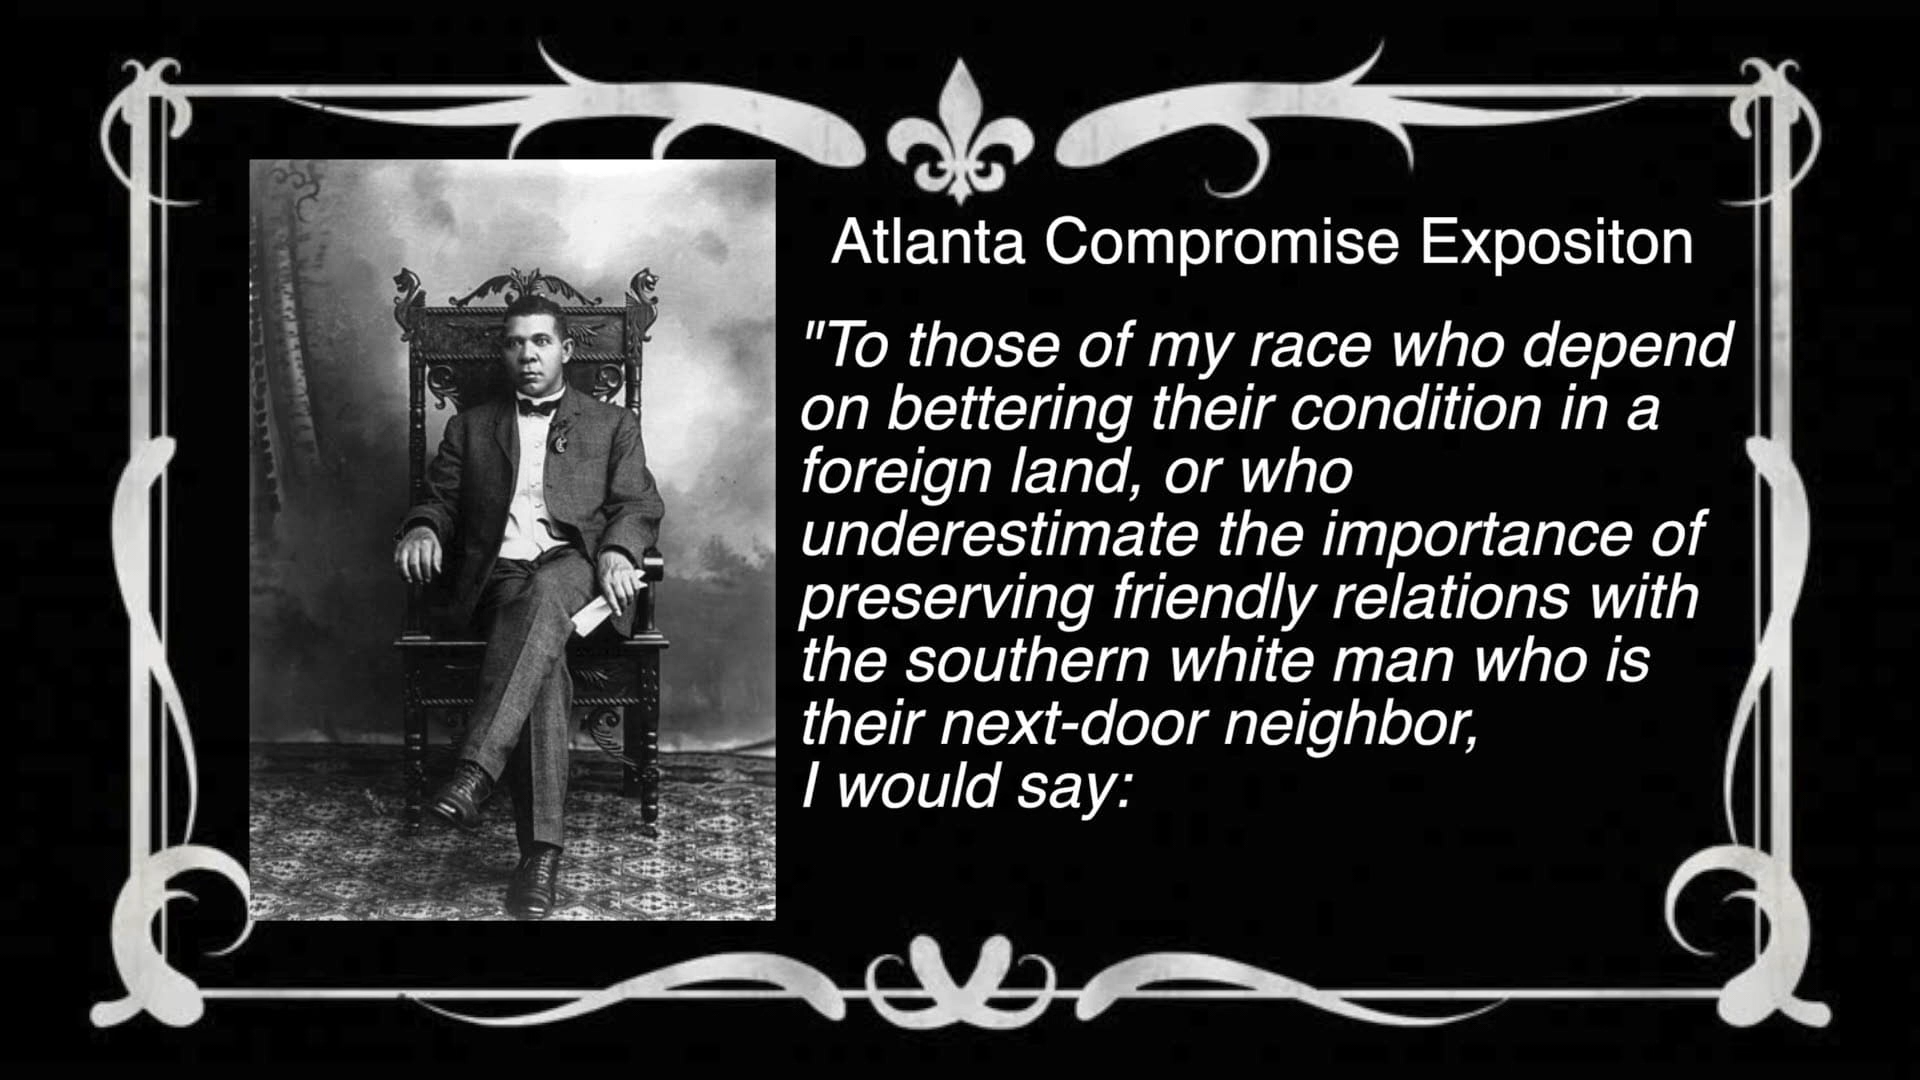 Atlanta Compromise Expositon
"To those of my race who depend
on bettering their condition in a
foreign land, or who
underestimate the importance of
preserving friendly relations with
the southern white man who is
their next-door neighbor,
I would say: